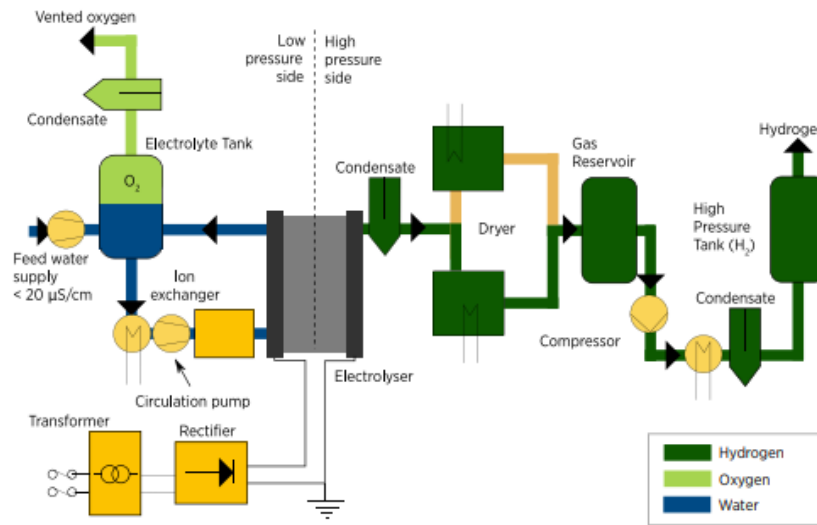 Vented oxygen
Low
pressure
side
High
pressure
side
Condensate
Electrolyte Tank
O2
Condensate
Gas
Reservoir
Hydroge
High
Pressure
Tank (H2)
Dryer
Feed water
supply
< 20 µS/cm
Ion
exchanger
Condensate
Compressor
Electrolyser
Circulation pump
Transformer
Rectifier
Hydrogen
Oxygen
Water